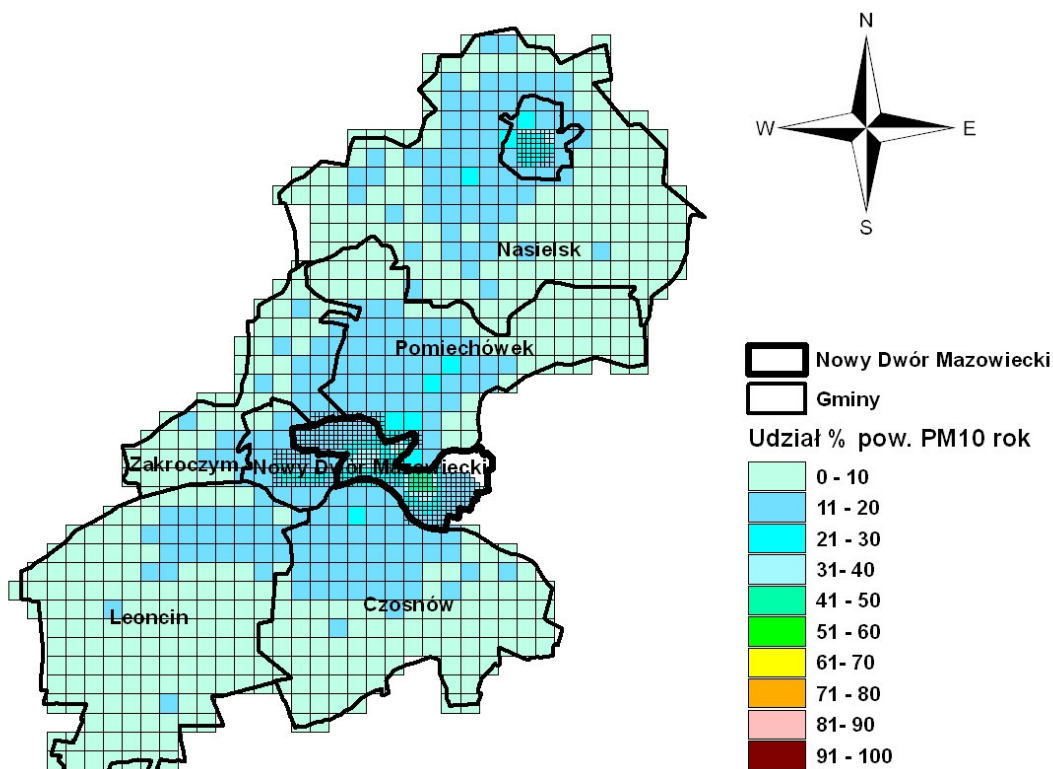 N
W
E
S
Nasielsk
Pomiechówek
Zakroczym
Nowy Dwór Mazowiecki
Leoncin
Czosnów
Nowy Dwór Mazowiecki
Gminy
Udział % pow. PM10 rok
0 - 10
11 - 20
21 - 30
31- 40
41 - 50
51 - 60
61- 70
71 - 80
81- 90
91 - 100